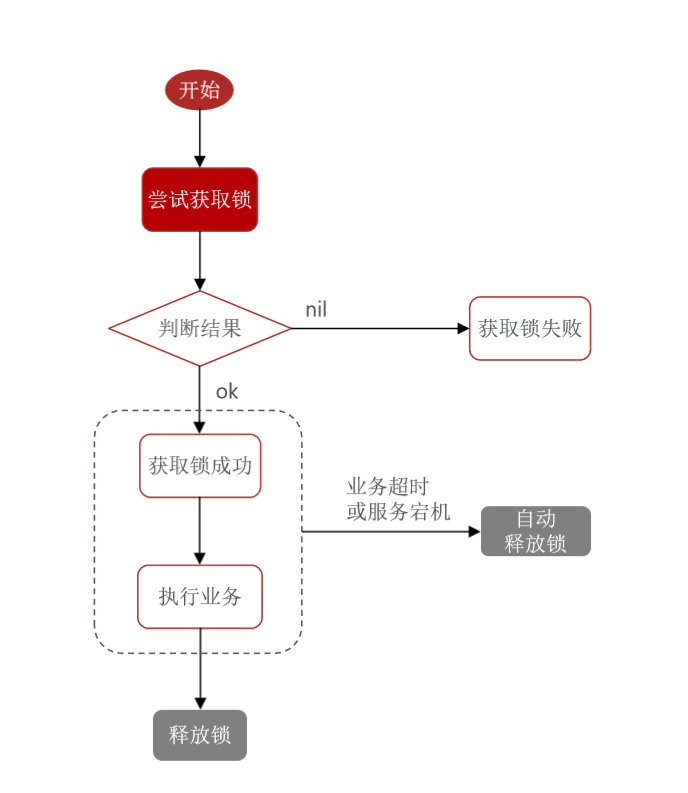 开始
尝试获取锁
判断结果
nil
获取锁失败
ok
获取锁成功
业务超时
或服务宕机
自动
释放锁
执行业务
释放锁